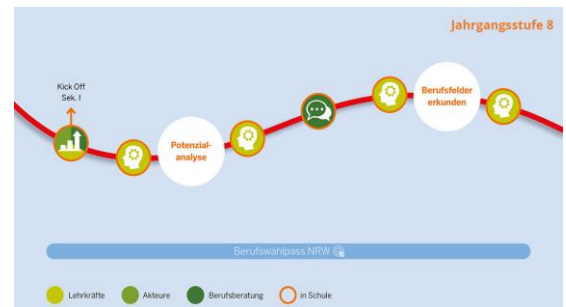 Jahrgangsstufe 8
Kick Off
Sek. I
Potenzial-
analyse
Berufsfelder
erkunden
Berufswahlpass NRW
Lehrkräfte
Akteure
Berufsberatung
in Schule